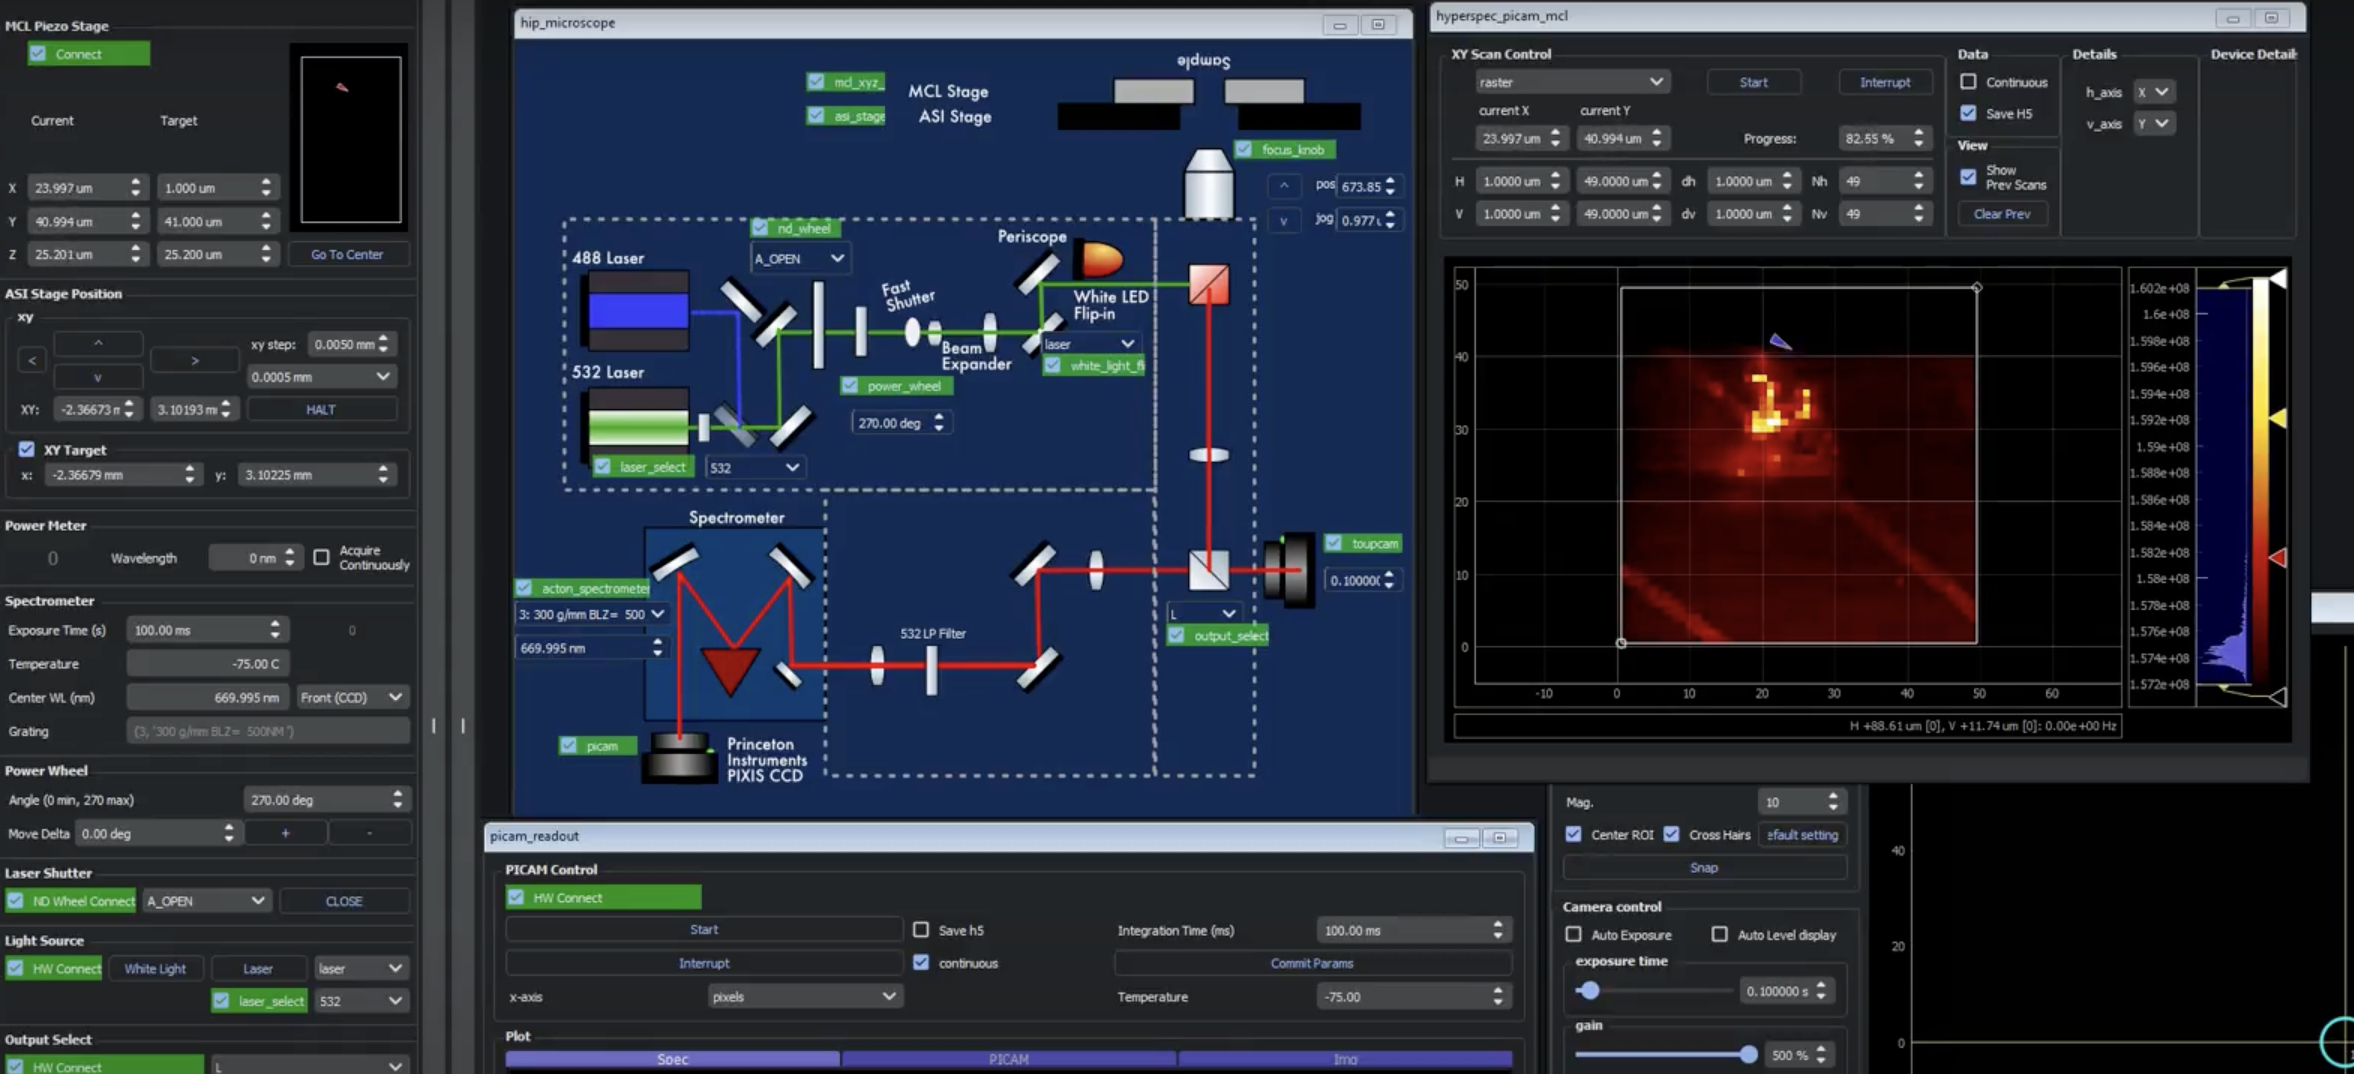 MCL Piezo Stage
Connect
Current Target
X 23.997 um 1.000 um
Y 40.994 um 41.000 um
Z 25.201 um 25.200 um Go To Center
ASI Stage Position
xy
^
< > xy step: 0.0050 mm
v 0.0005 mm
XY: -2.36673 3.10193 HALT
XY Target
x: -2.36679 mm y: 3.10225 mm
Power Meter
0 Wavelength 0 nm Acquire Continuously
Spectrometer
Exposure Time (s) 100.00 ms 0
Temperature -75.00 C
Center WL (nm) 669.995 nm Front (CCD)
Grating (3, '300 g/mm BLZ= 500NM ')
Power Wheel
Angle (0 min, 270 max) 270.00 deg
Move Delta 0.00 deg + -
Laser Shutter
ND Wheel Connect A_OPEN CLOSE
Light Source
HW Connect White Light Laser laser
laser_select 532
Output Select
HW Connect L
hip_microscope
Sample
mcl_xyz_ MCL Stage
asi_stage ASI Stage
focus_knob
^ pos 673.85
v jog 0.977
nd_wheel
A_OPEN
Periscope
488 Laser
Fast
Shutter
White LED
Flip-in
laser
white_light_fl
Beam
Expander
532 Laser
power_wheel
270.00 deg
laser_select 532
Spectrometer
acton_spectrometer
3: 300 g/mm BLZ= 500
669.995 nm
532 LP Filter
toupcam
0.10000
L
output_select
picam
Princeton
Instruments
PIXIS CCD
picam_readout
PICAM Control
HW Connect
Start Save h5 Integration Time (ms) 100.00 ms
Interrupt continuous Commit Params
x-axis pixels Temperature -75.00
Plot
Spec PICAM Img
hyperspec_picam_mcl
XY Scan Control
raster Start Interrupt
current X current Y
23.997 um 40.994 um Progress: 82.55 %
H 1.0000 um 49.0000 um dh 1.0000 um Nh 49
V 1.0000 um 49.0000 um dv 1.0000 um Nv 49
Data
Continuous
Save H5
View
Show
Prev Scans
Clear Prev
Details
h_axis X
v_axis Y
Device Detail
50
40
30
20
10
0
-10 0 10 20 30 40 50 60
1.602e+08
1.6e+08
1.598e+08
1.596e+08
1.594e+08
1.592e+08
1.59e+08
1.588e+08
1.586e+08
1.584e+08
1.582e+08
1.58e+08
1.578e+08
1.576e+08
1.574e+08
1.572e+08
H +88.61 um [0], V +11.74 um [0]: 0.00e+00 Hz
Mag. 10
Center ROI Cross Hairs efault setting
Snap
Camera control
Auto Exposure Auto Level display
exposure time
0.100000 s
gain
500 %
40
20
0